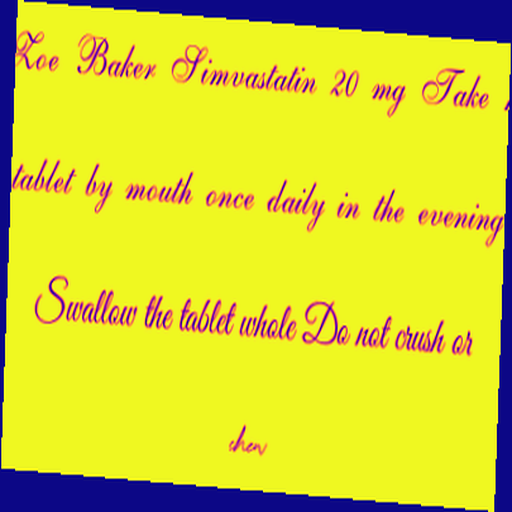 Zoe Baker Simvastatin 20 mg Take
tablet by mouth once daily in the evening
Swallow the tablet whole Do not crush or
chew